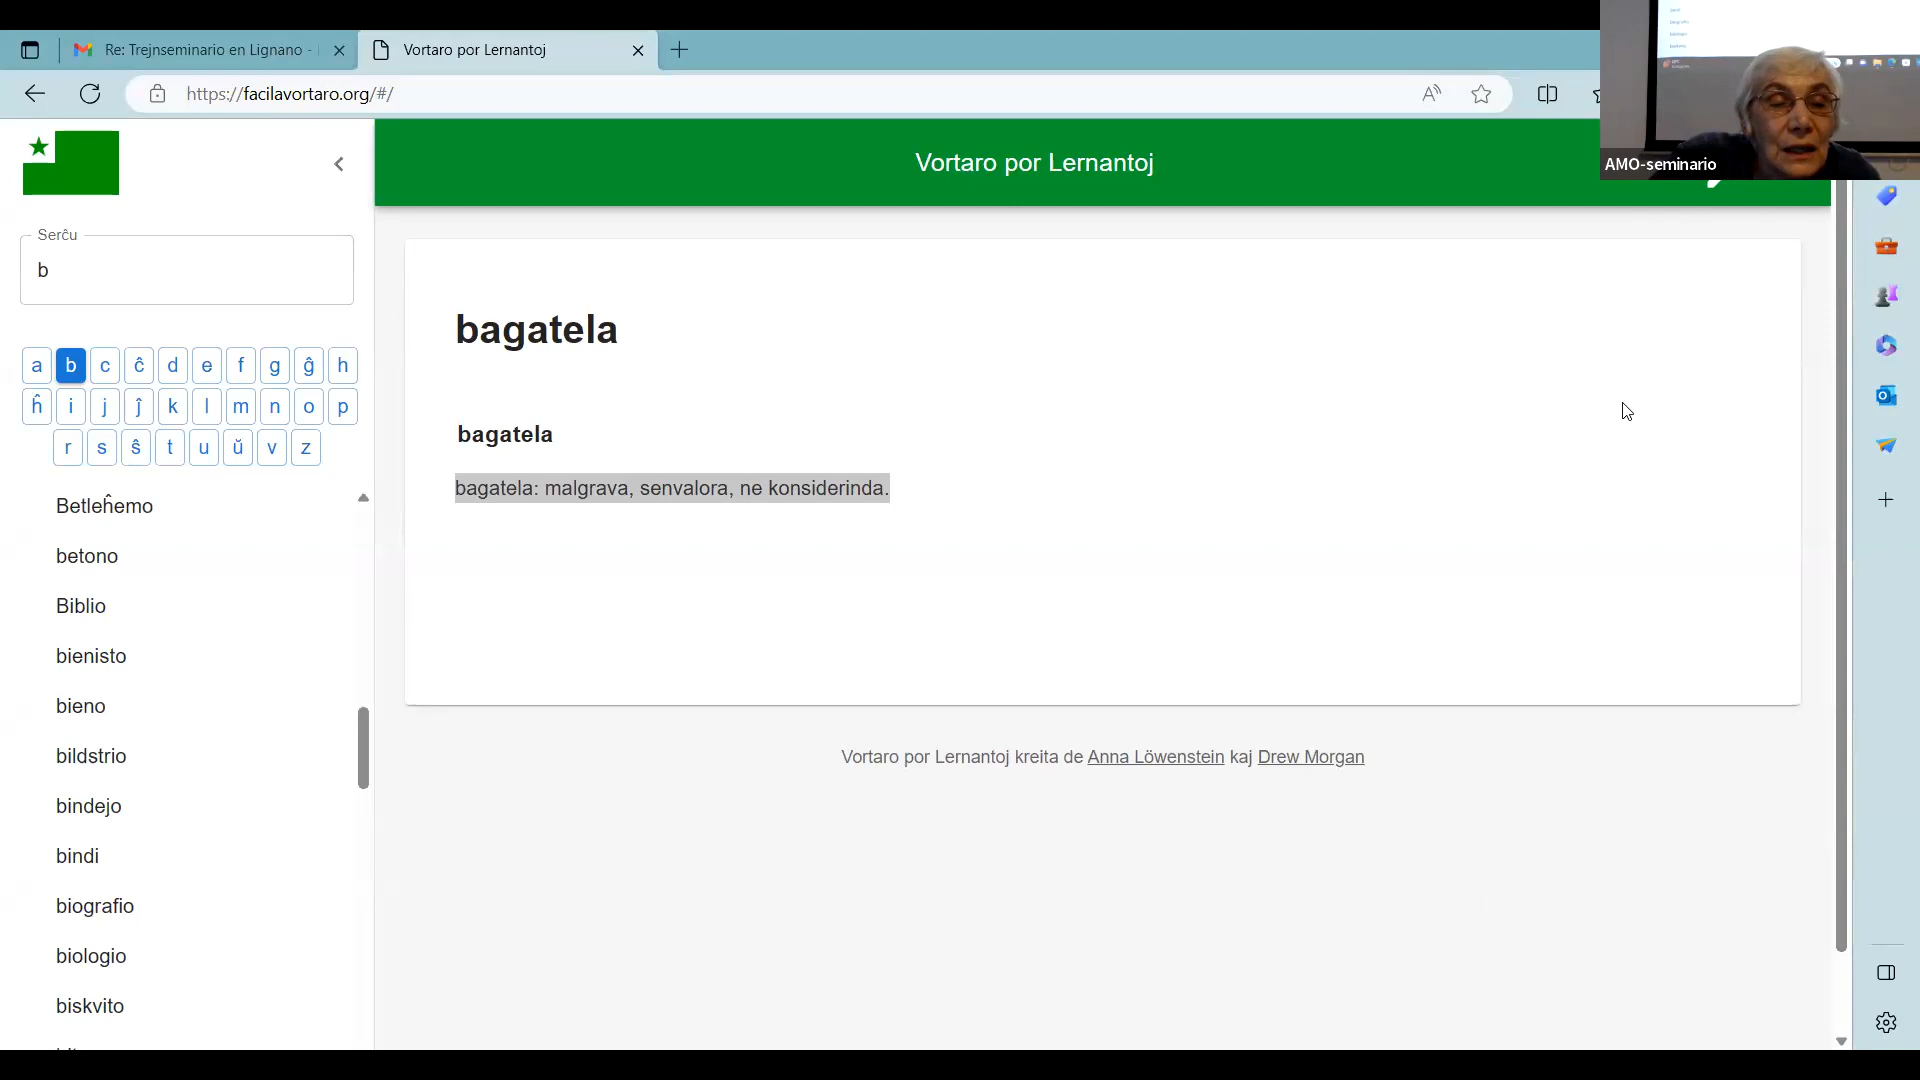 Re: Trejnseminario en Lignano -
Vortaro por Lernantoj
https://facilavortaro.org/#/
AMO-seminario
Vortaro por Lernantoj
Serĉu
b
a b c ĉ d e f g ĝ h
ĥ i j ĵ k l m n o p
r s ŝ t u ŭ v z
Betleĥemo
betono
Biblio
bienisto
bieno
bildstrio
bindejo
bindi
biografio
biologio
biskvito
bagatela
bagatela
bagatela: malgrava, senvalora, ne konsiderinda.
Vortaro por Lernantoj kreita de Anna Löwenstein kaj Drew Morgan